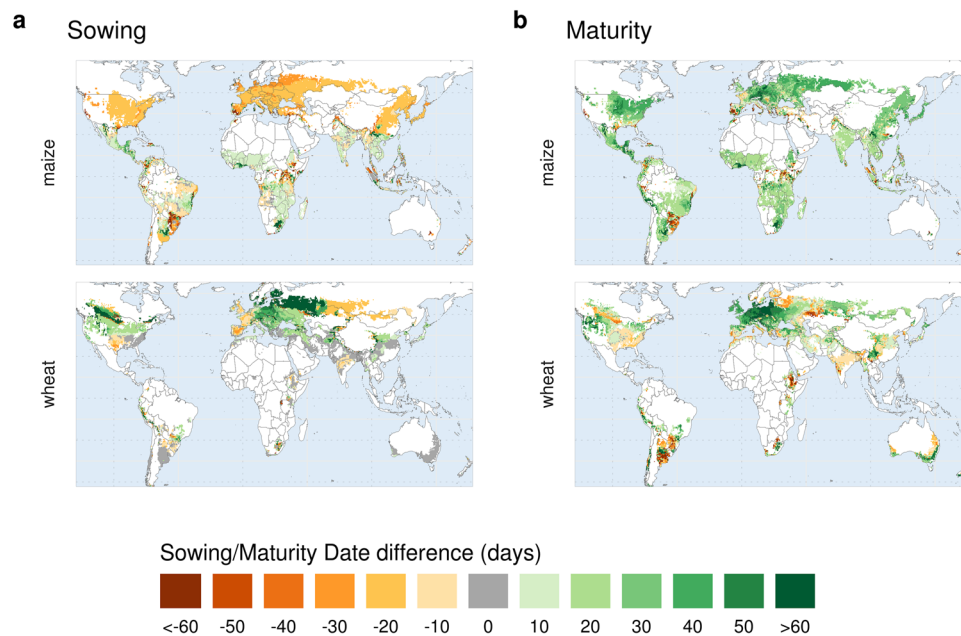 a
Sowing
b
Maturity
maize
maize
wheat
wheat
Sowing/Maturity Date difference (days)
<-60 -50 -40 -30 -20 -10 0 10 20 30 40 50 >60